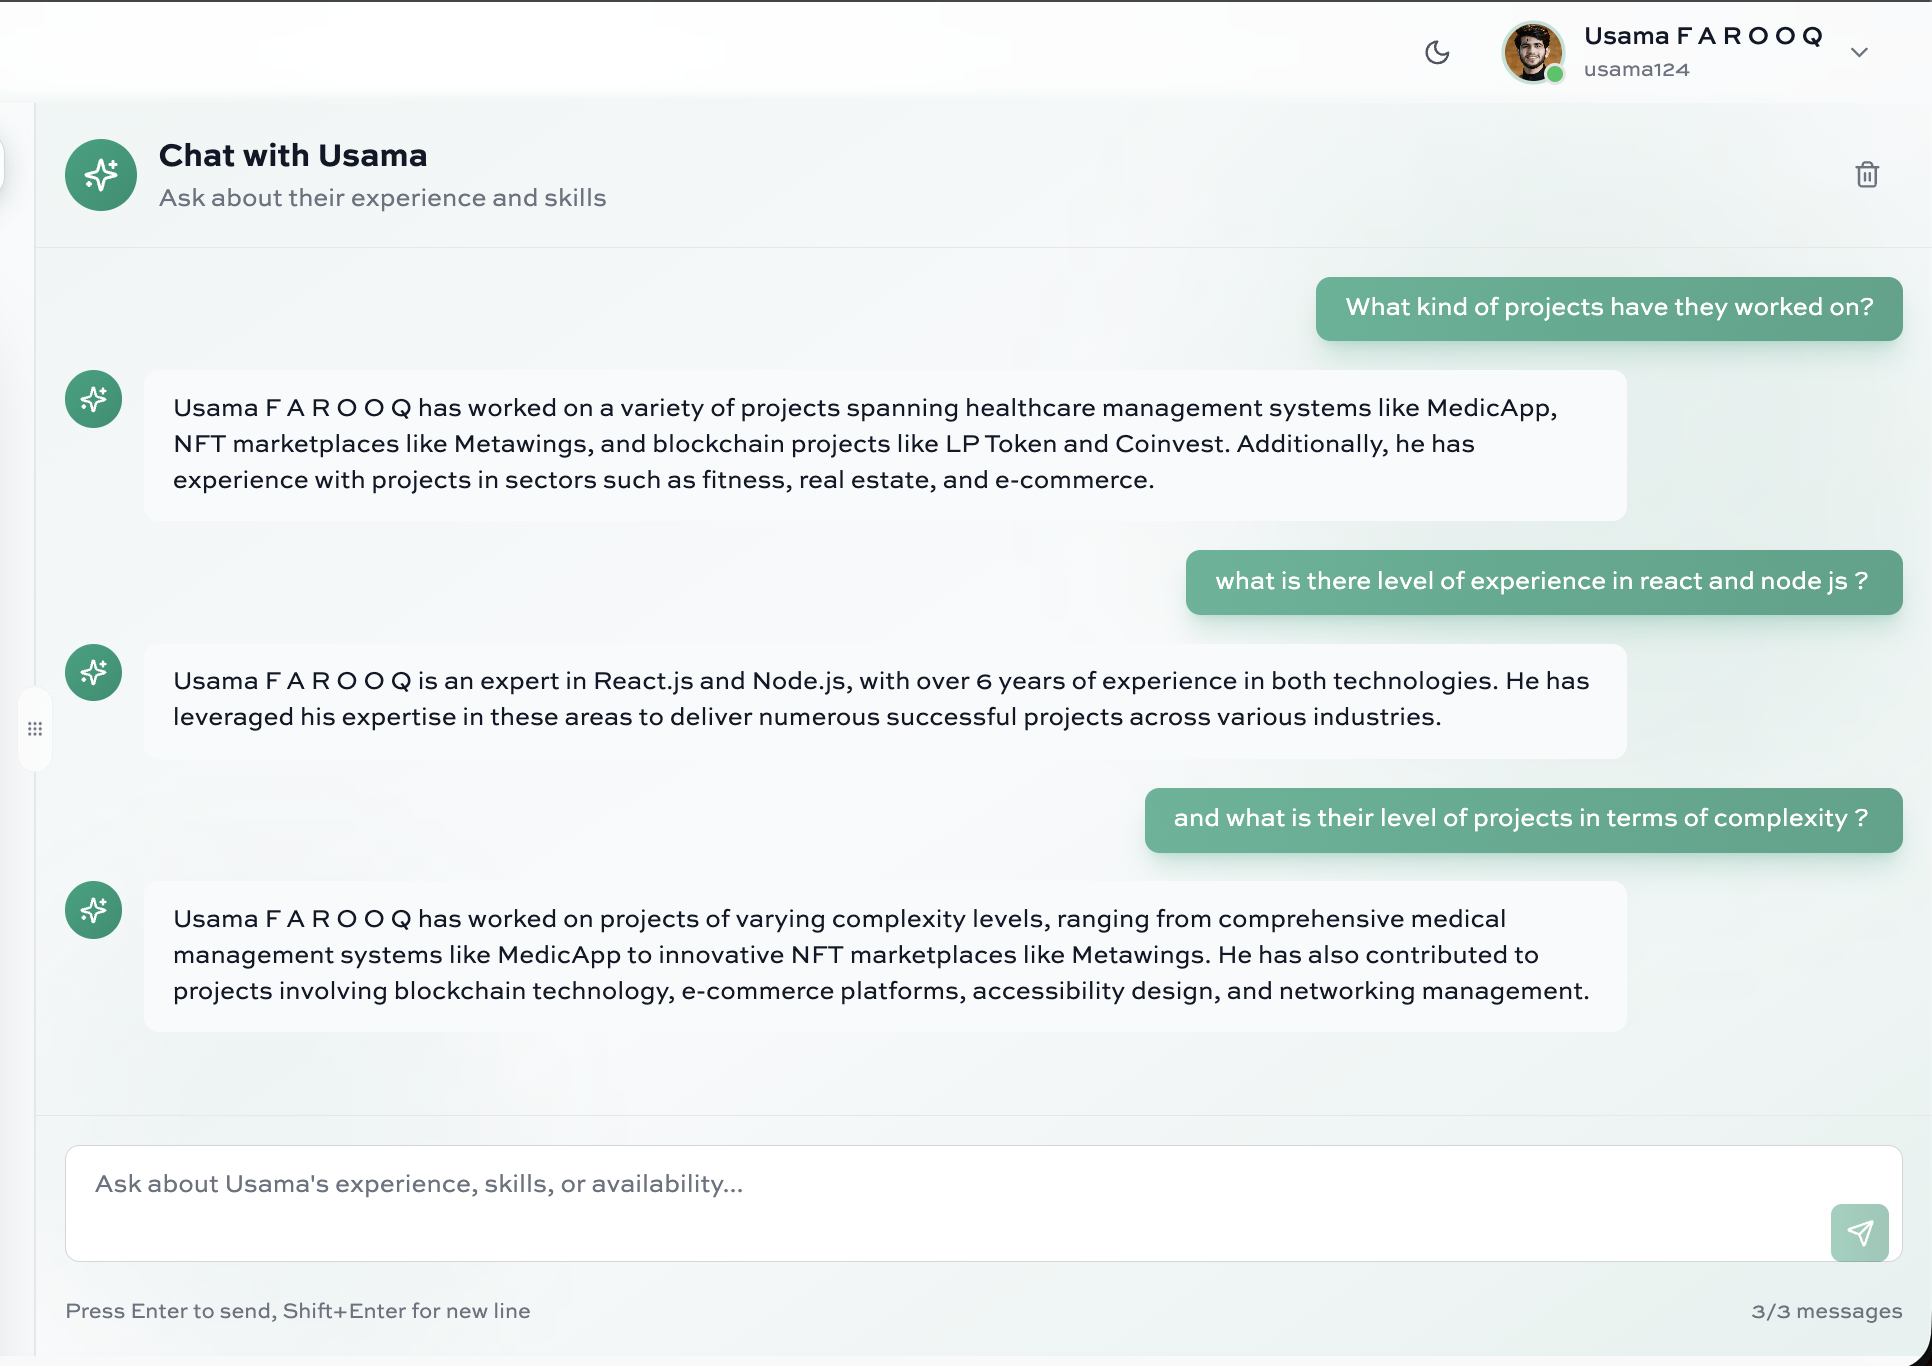 Usama F A R O O Q
usama124
Chat with Usama
Ask about their experience and skills
What kind of projects have they worked on?
Usama F A R O O Q has worked on a variety of projects spanning healthcare management systems like MedicApp,
NFT marketplaces like Metawings, and blockchain projects like LP Token and Coinvest. Additionally, he has
experience with projects in sectors such as fitness, real estate, and e-commerce.
what is there level of experience in react and node js ?
Usama F A R O O Q is an expert in React.js and Node.js, with over 6 years of experience in both technologies. He has
leveraged his expertise in these areas to deliver numerous successful projects across various industries.
and what is their level of projects in terms of complexity ?
Usama F A R O O Q has worked on projects of varying complexity levels, ranging from comprehensive medical
management systems like MedicApp to innovative NFT marketplaces like Metawings. He has also contributed to
projects involving blockchain technology, e-commerce platforms, accessibility design, and networking management.
Ask about Usama's experience, skills, or availability...
Press Enter to send, Shift+Enter for new line
3/3 messages